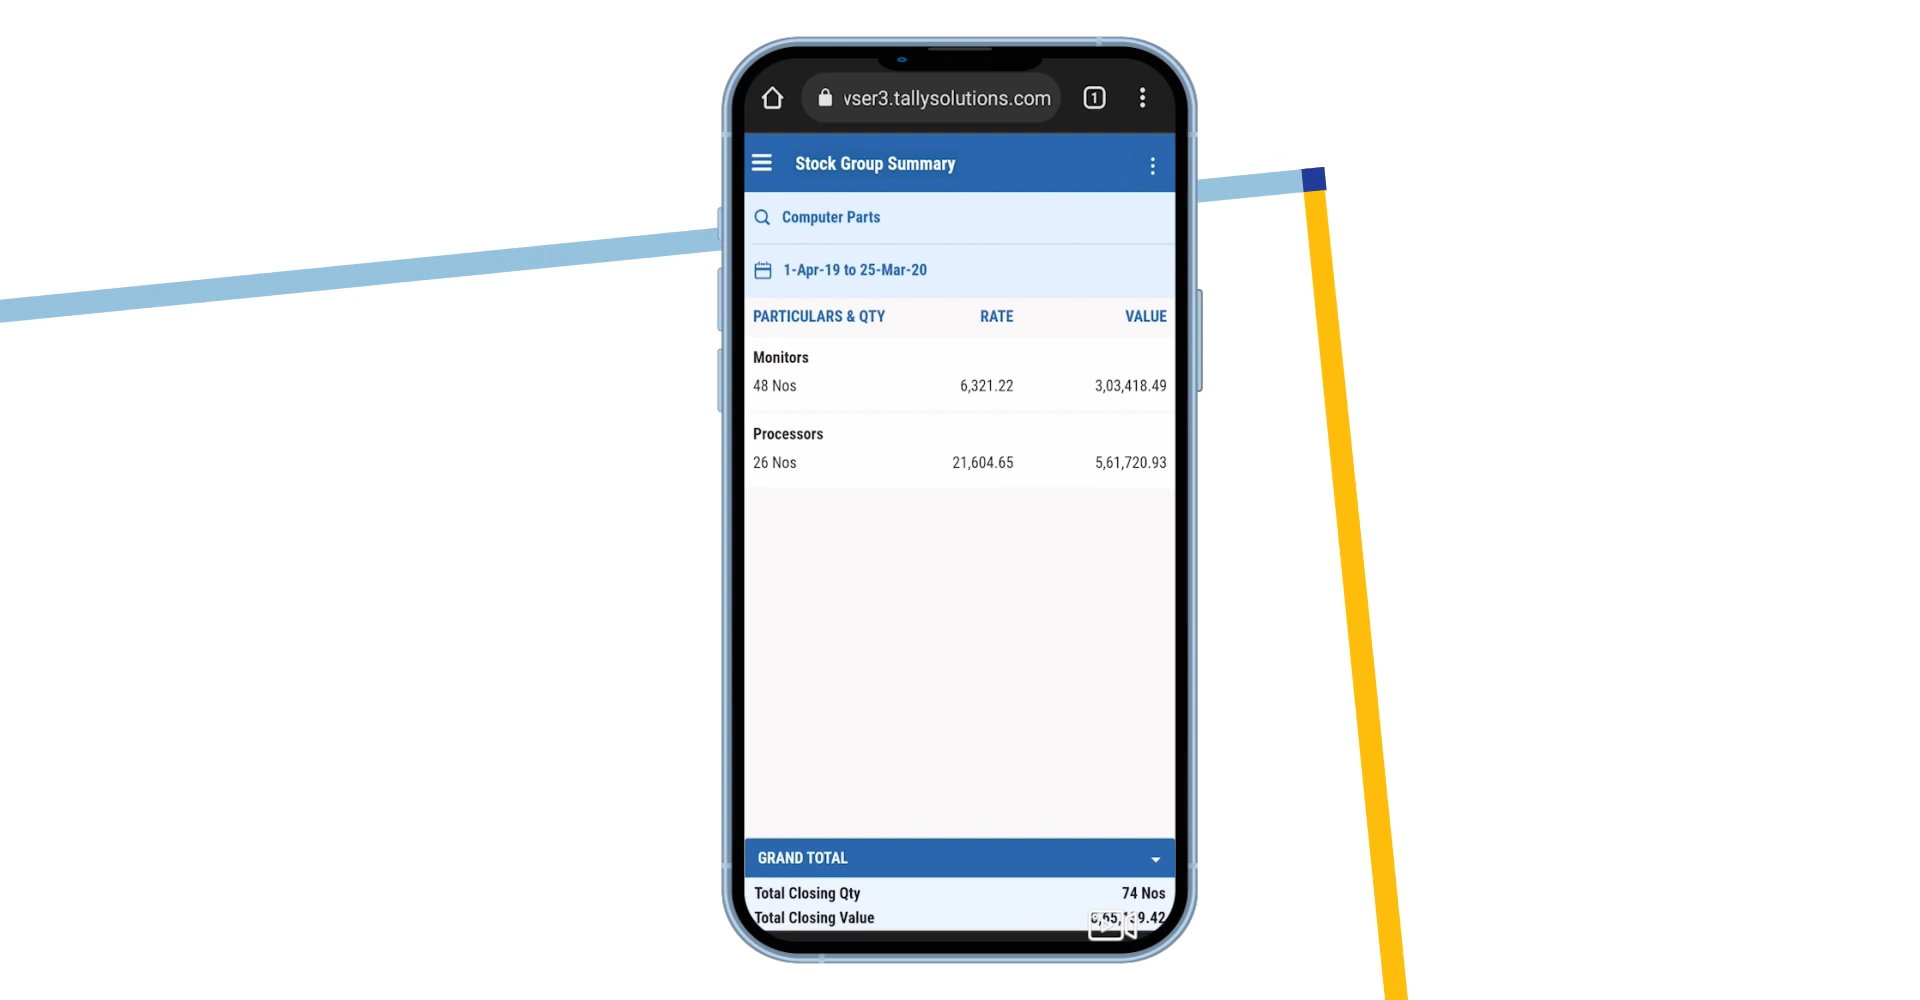 vser3.tallysolutions.com 1
Stock Group Summary
Computer Parts
1-Apr-19 to 25-Mar-20
PARTICULARS & QTY RATE VALUE
Monitors
48 Nos 6,321.22 3,03,418.49
Processors
26 Nos 21,604.65 5,61,720.93
GRAND TOTAL
Total Closing Qty 74 Nos
Total Closing Value